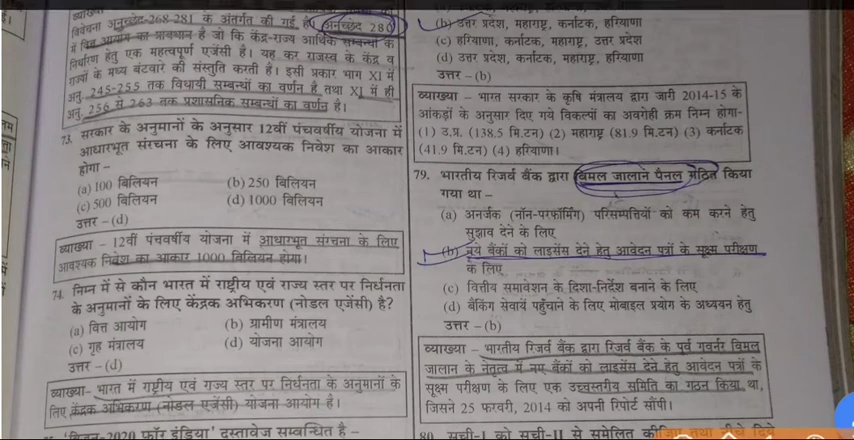 विवेचना अनुच्छेद-268-281 के अंतर्गत की गई है। अनुच्छेद 280
में वित्त आयोग का प्रावधान है जो कि केंद्र-राज्य आर्थिक सम्बन्धों के
निर्धारण हेतु एक महत्वपूर्ण एजेंसी है। यह कर राजस्व के केंद्र व
राज्यों के मध्य बंटवारे की संस्तुति करती है। इसी प्रकार भाग XI में
अनु. 245-255 तक विधायी सम्बन्धों का वर्णन है तथा XI में ही
अनु. 256 से 263 तक प्रशासनिक सम्बन्धों का वर्णन है।
73. सरकार के अनुमानों के अनुसार 12वीं पंचवर्षीय योजना में
आधारभूत संरचना के लिए आवश्यक निवेश का आकार
होगा –
(a) 100 बिलियन (b) 250 बिलियन
(c) 500 बिलियन (d) 1000 बिलियन
उत्तर – (d)
व्याख्या – 12वीं पंचवर्षीय योजना में आधारभूत संरचना के लिए
आवश्यक निवेश का आकार 1000 बिलियन होगा।
74. निम्न में से कौन भारत में राष्ट्रीय एवं राज्य स्तर पर निर्धनता
के अनुमानों के लिए केंद्रक अभिकरण (नोडल एजेंसी) है?
(a) वित्त आयोग (b) ग्रामीण मंत्रालय
(c) गृह मंत्रालय (d) योजना आयोग
उत्तर – (d)
व्याख्या– भारत में राष्ट्रीय एवं राज्य स्तर पर निर्धनता के अनुमानों के
लिए केंद्रक अभिकरण (नोडल एजेंसी) योजना आयोग है।
'विजन-2020 फॉर इंडिया' दस्तावेज सम्बन्धित है –
(b) उत्तर प्रदेश, महाराष्ट्र, कर्नाटक, हरियाणा
(c) हरियाणा, कर्नाटक, महाराष्ट्र, उत्तर प्रदेश
(d) उत्तर प्रदेश, कर्नाटक, महाराष्ट्र, हरियाणा
उत्तर – (b)
व्याख्या – भारत सरकार के कृषि मंत्रालय द्वारा जारी 2014-15 के
आंकड़ों के अनुसार दिए गये विकल्पों का अवरोही क्रम निम्न होगा-
(1) उ.प्र. (138.5 मि.टन) (2) महाराष्ट्र (81.9 मि.टन) (3) कर्नाटक
(41.9 मि.टन) (4) हरियाणा।
79. भारतीय रिजर्व बैंक द्वारा बिमल जालान पैनल गठित किया
गया था –
(a) अनर्जक (नॉन-परफॉर्मिंग) परिसम्पत्तियों को कम करने हेतु
सुझाव देने के लिए
(b) नये बैंकों को लाइसेंस देने हेतु आवेदन पत्रों के सूक्ष्म परीक्षण
के लिए
(c) वित्तीय समावेशन के दिशा-निर्देश बनाने के लिए
(d) बैंकिंग सेवायें पहुँचाने के लिए मोबाइल प्रयोग के अध्ययन हेतु
उत्तर – (b)
व्याख्या – भारतीय रिजर्व बैंक द्वारा रिजर्व बैंक के पूर्व गवर्नर विमल
जालान के नेतृत्व में नए बैंकों को लाइसेंस देने हेतु आवेदन पत्रों के
सूक्ष्म परीक्षण के लिए एक उच्चस्तरीय समिति का गठन किया था,
जिसने 25 फरवरी, 2014 को अपनी रिपोर्ट सौंपी।
80. सूची-I को सूची-II से सुमेलित कीजिए तथा नीचे दिये